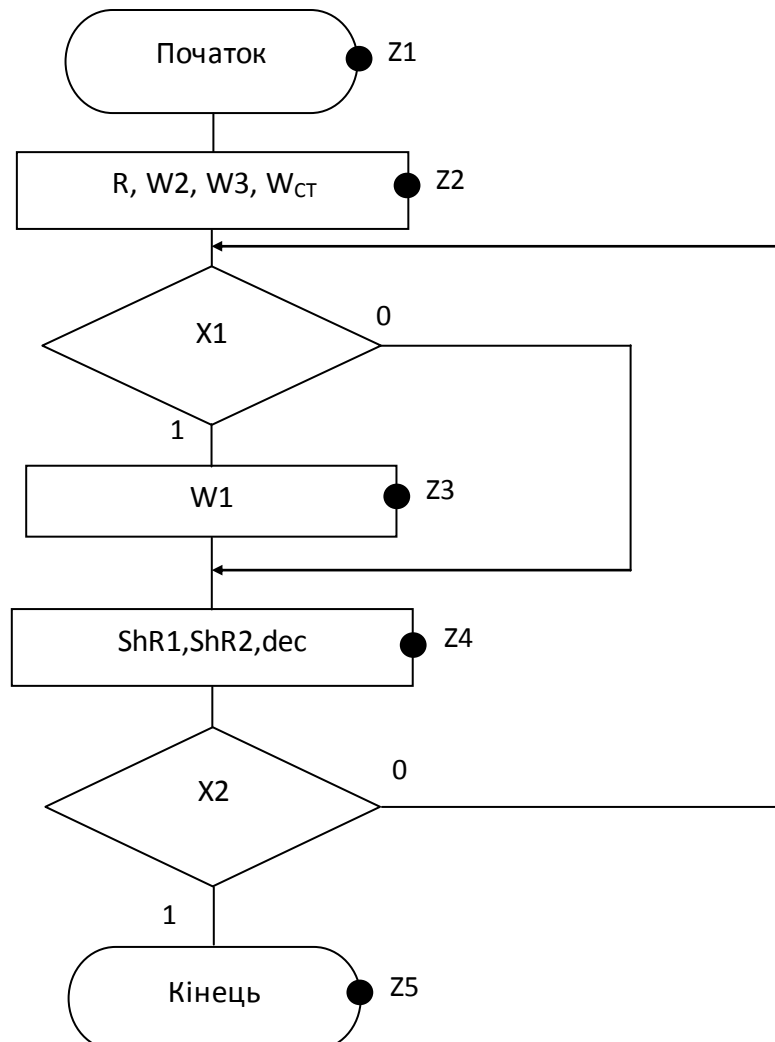 Початок
Z1
R, W2, W3, WСТ
Z2
X1
0
1
W1
Z3
ShR1,ShR2,dec
Z4
X2
0
1
Кінець
Z5